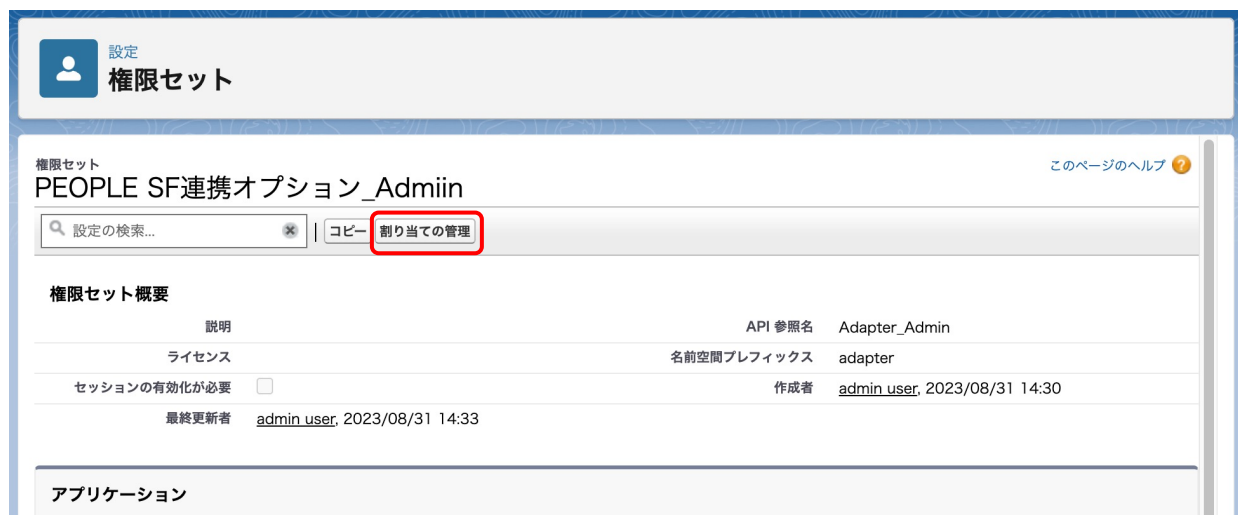 設定
権限セット
権限セット
このページのヘルプ
PEOPLE SF連携オプション_Admiin
設定の検索...
コピー
割り当ての管理
権限セット概要
説明
API 参照名 Adapter_Admin
ライセンス
名前空間プレフィックス adapter
セッションの有効化が必要
作成者 admin user, 2023/08/31 14:30
最終更新者 admin user, 2023/08/31 14:33
アプリケーション